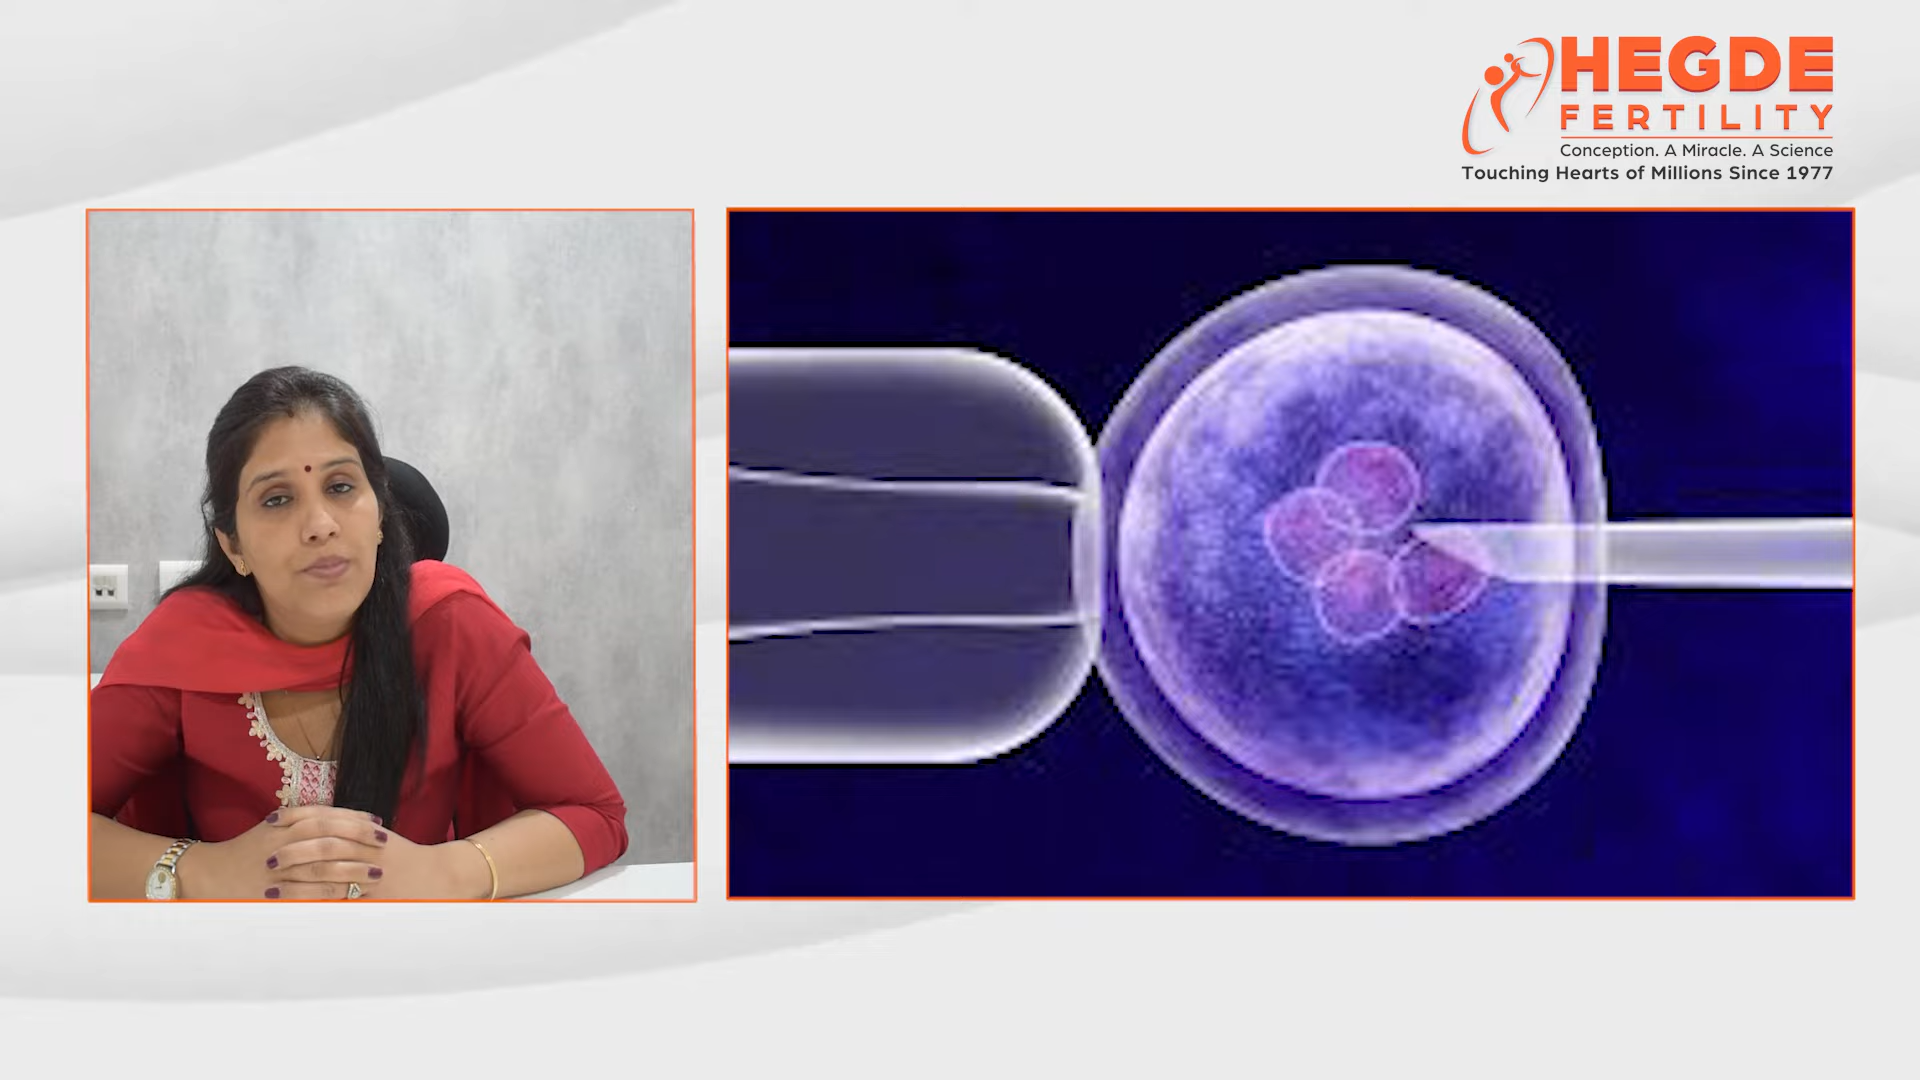 HEGDE
FERTILITY
Conception. A Miracle. A Science
Touching Hearts of Millions Since 1977